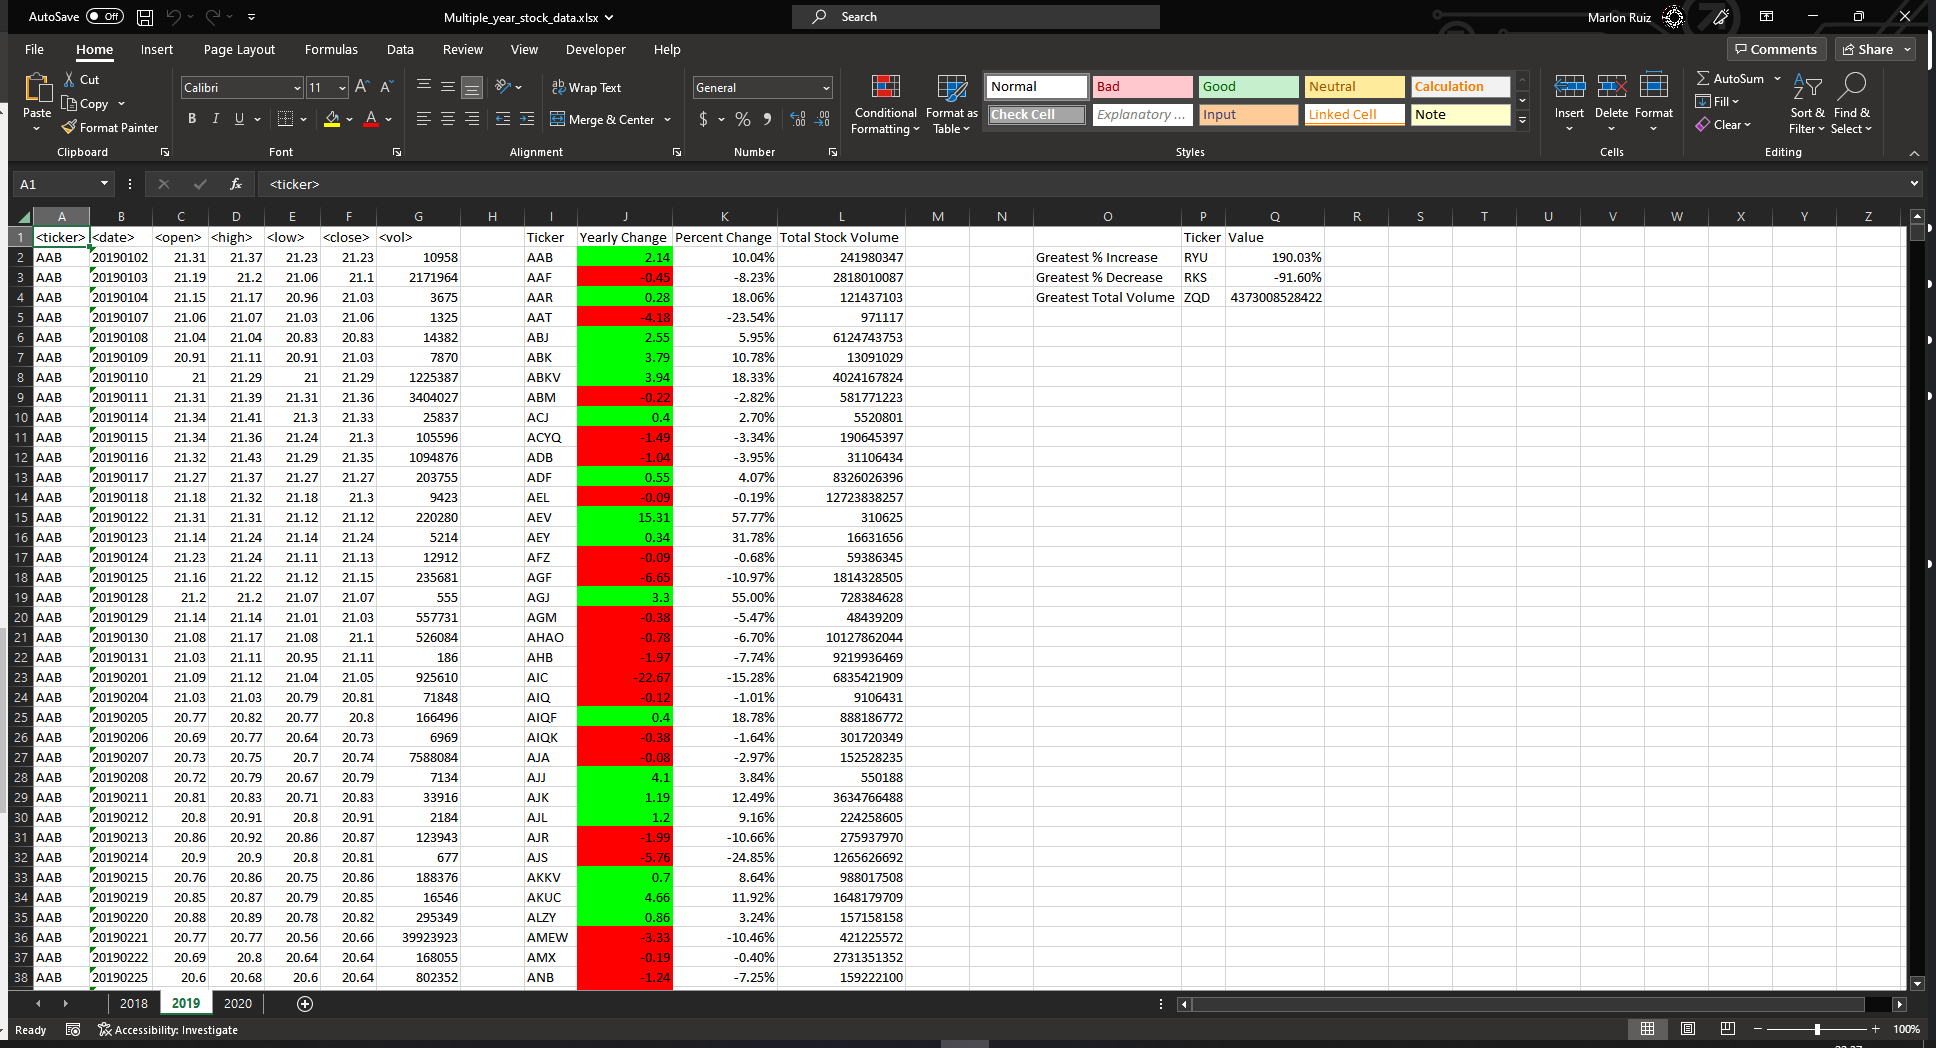 AutoSave Off Multiple_year_stock_data.xlsx Search Marlon Ruiz
File Home Insert Page Layout Formulas Data Review View Developer Help Comments Share
Paste Cut Copy Format Painter Clipboard
Calibri 11 B I U A Font
ab Wrap Text Merge & Center Alignment
General $ % Number
Conditional Formatting Format as Table
Normal Bad Good Neutral Calculation
Check Cell Explanatory ... Input Linked Cell Note
Styles
Insert Delete Format Cells
AutoSum Fill Clear Sort & Filter Find & Select Editing
A1 fx <ticker>
A B C D E F G H I J K L M N O P Q R S T U V W X Y Z
1 <ticker> <date> <open> <high> <low> <close> <vol> Ticker Yearly Change Percent Change Total Stock Volume Ticker Value
2 AAB 20190102 21.31 21.37 21.23 21.23 10958 AAB 2.14 10.04% 241980347 Greatest % Increase RYU 190.03%
3 AAB 20190103 21.19 21.2 21.06 21.1 2171964 AAF -0.45 -8.23% 2818010087 Greatest % Decrease RKS -91.60%
4 AAB 20190104 21.15 21.17 20.96 21.03 3675 AAR 0.28 18.06% 121437103 Greatest Total Volume ZQD 4373008528422
5 AAB 20190107 21.06 21.07 21.03 21.06 1325 AAT -4.18 -23.54% 971117
6 AAB 20190108 21.04 21.04 20.83 20.83 14382 ABJ 2.55 5.95% 6124743753
7 AAB 20190109 20.91 21.11 20.91 21.03 7870 ABK 3.79 10.78% 13091029
8 AAB 20190110 21 21.29 21 21.29 1225387 ABKV 3.94 18.33% 4024167824
9 AAB 20190111 21.31 21.39 21.31 21.36 3404027 ABM -0.22 -2.82% 581771223
10 AAB 20190114 21.34 21.41 21.3 21.33 25837 ACJ 0.4 2.70% 5520801
11 AAB 20190115 21.34 21.36 21.24 21.3 105596 ACYQ -1.49 -3.34% 190645397
12 AAB 20190116 21.32 21.43 21.29 21.35 1094876 ADB -1.04 -3.95% 31106434
13 AAB 20190117 21.27 21.37 21.27 21.27 203755 ADF 0.55 4.07% 8326026396
14 AAB 20190118 21.18 21.32 21.18 21.3 9423 AEL -0.09 -0.19% 12723838257
15 AAB 20190122 21.31 21.31 21.12 21.12 220280 AEV 15.31 57.77% 310625
16 AAB 20190123 21.14 21.24 21.14 21.24 5214 AEY 0.34 31.78% 16631656
17 AAB 20190124 21.23 21.24 21.11 21.13 12912 AFZ -0.09 -0.68% 59386345
18 AAB 20190125 21.16 21.22 21.12 21.15 235681 AGF -6.65 -10.97% 1814328505
19 AAB 20190128 21.2 21.2 21.07 21.07 555 AGJ 3.3 55.00% 728384628
20 AAB 20190129 21.14 21.14 21.01 21.03 557731 AGM -0.38 -5.47% 48439209
21 AAB 20190130 21.08 21.17 21.08 21.1 526084 AHAO -0.78 -6.70% 10127862044
22 AAB 20190131 21.03 21.11 20.95 21.11 186 AHB -1.97 -7.74% 9219936469
23 AAB 20190201 21.09 21.12 21.04 21.05 925610 AIC -22.67 -15.28% 6835421909
24 AAB 20190204 21.03 21.03 20.79 20.81 71848 AIQ -0.12 -1.01% 9106431
25 AAB 20190205 20.77 20.82 20.77 20.8 166496 AIQF 0.4 18.78% 888186772
26 AAB 20190206 20.69 20.77 20.64 20.73 6969 AIQK -0.38 -1.64% 301720349
27 AAB 20190207 20.73 20.75 20.7 20.74 7588084 AJA -0.08 -2.97% 152528235
28 AAB 20190208 20.72 20.79 20.67 20.79 7134 AJJ 4.1 3.84% 550188
29 AAB 20190211 20.81 20.83 20.71 20.83 33916 AJK 1.19 12.49% 3634766488
30 AAB 20190212 20.8 20.91 20.8 20.91 2184 AJL 1.2 9.16% 224258605
31 AAB 20190213 20.86 20.92 20.86 20.87 123943 AJR -1.99 -10.66% 275937970
32 AAB 20190214 20.9 20.9 20.8 20.81 677 AJS -5.76 -24.85% 1265626692
33 AAB 20190215 20.76 20.86 20.75 20.86 188376 AKKV 0.7 8.64% 988017508
34 AAB 20190219 20.85 20.87 20.79 20.85 16546 AKUC 4.66 11.92% 1648179709
35 AAB 20190220 20.88 20.89 20.78 20.82 295349 ALZY 0.86 3.24% 157158158
36 AAB 20190221 20.77 20.77 20.56 20.66 39923923 AMEW -3.33 -10.46% 421225572
37 AAB 20190222 20.69 20.8 20.64 20.64 168055 AMX -0.19 -0.40% 2731351352
38 AAB 20190225 20.6 20.68 20.6 20.64 802352 ANB -1.24 -7.25% 159222100
2018 2019 2020
Ready Accessibility: Investigate 100%